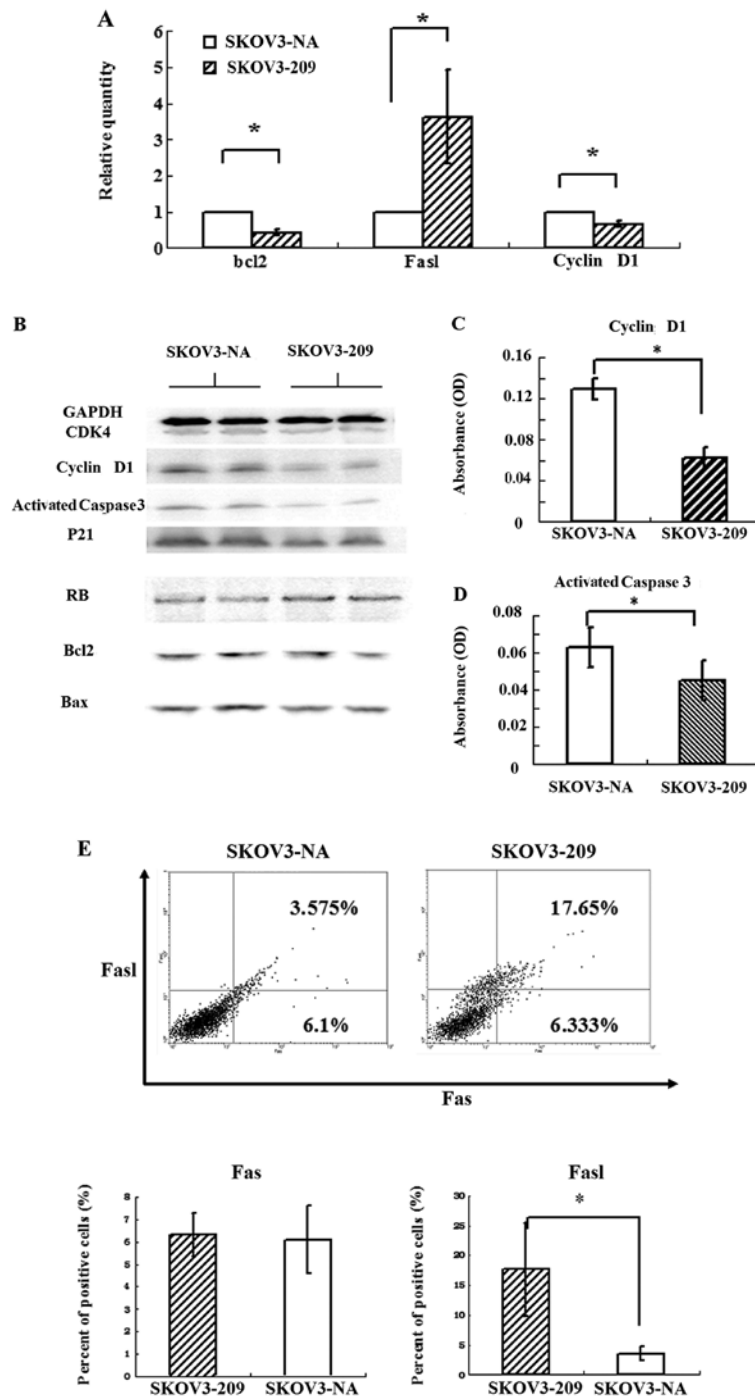 A
SKOV3-NA
SKOV3-209
Relative quantity
6
5
4
3
2
1
0
*
*
*
bcl2
Fasl
Cyclin D1
B
SKOV3-NA
SKOV3-209
GAPDH
CDK4
Cyclin D1
Activated Caspase3
P21
RB
Bcl2
Bax
C
Cyclin D1
Absorbance (OD)
0.16
0.12
0.08
0.04
0
*
SKOV3-NA
SKOV3-209
D
Activated Caspase 3
Absorbance (OD)
0.08
0.06
0.04
0.02
0
*
SKOV3-NA
SKOV3-209
E
SKOV3-NA
SKOV3-209
3.575%
6.1%
17.65%
6.333%
Fasl
Fas
Fas
Percent of positive cells (%)
8
7
6
5
4
3
2
1
0
SKOV3-209
SKOV3-NA
Fasl
Percent of positive cells (%)
30
25
20
15
10
5
0
*
SKOV3-209
SKOV3-NA